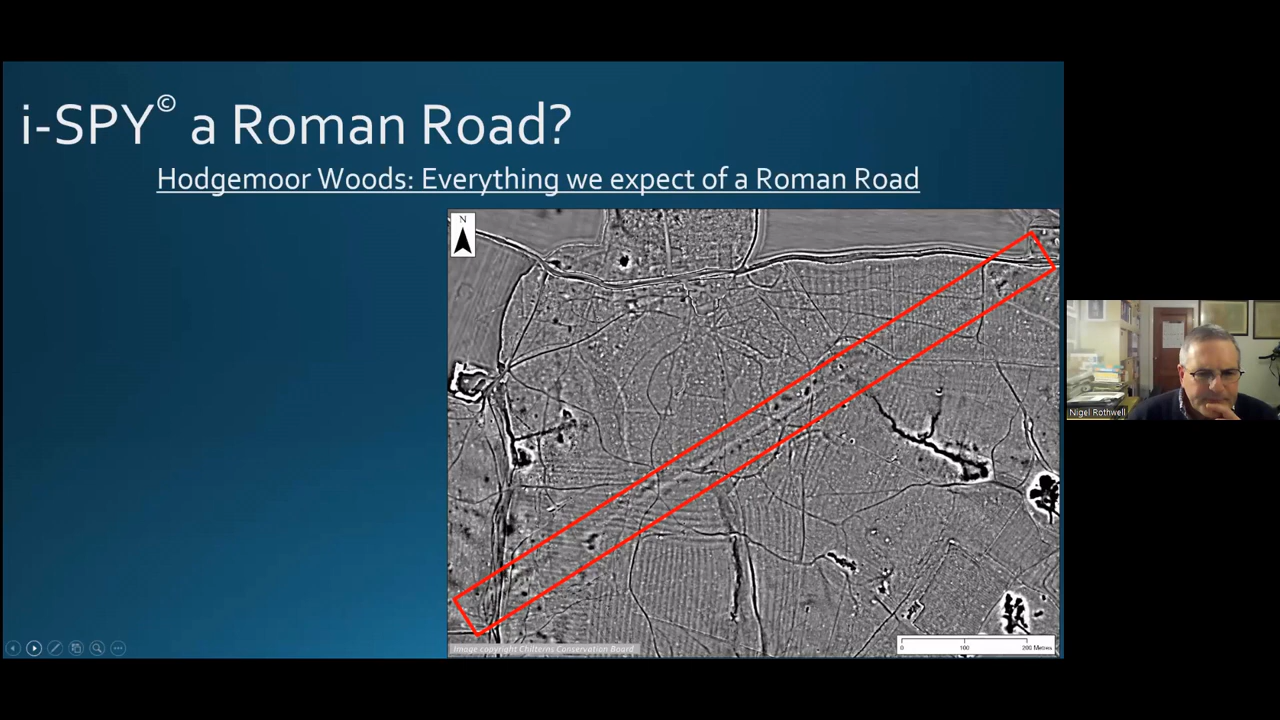 i-SPY© a Roman Road?
Hodgemoor Woods: Everything we expect of a Roman Road
N
Nigel Rothwell
0 100 200 Metres
Image copyright Chilterns Conservation Board